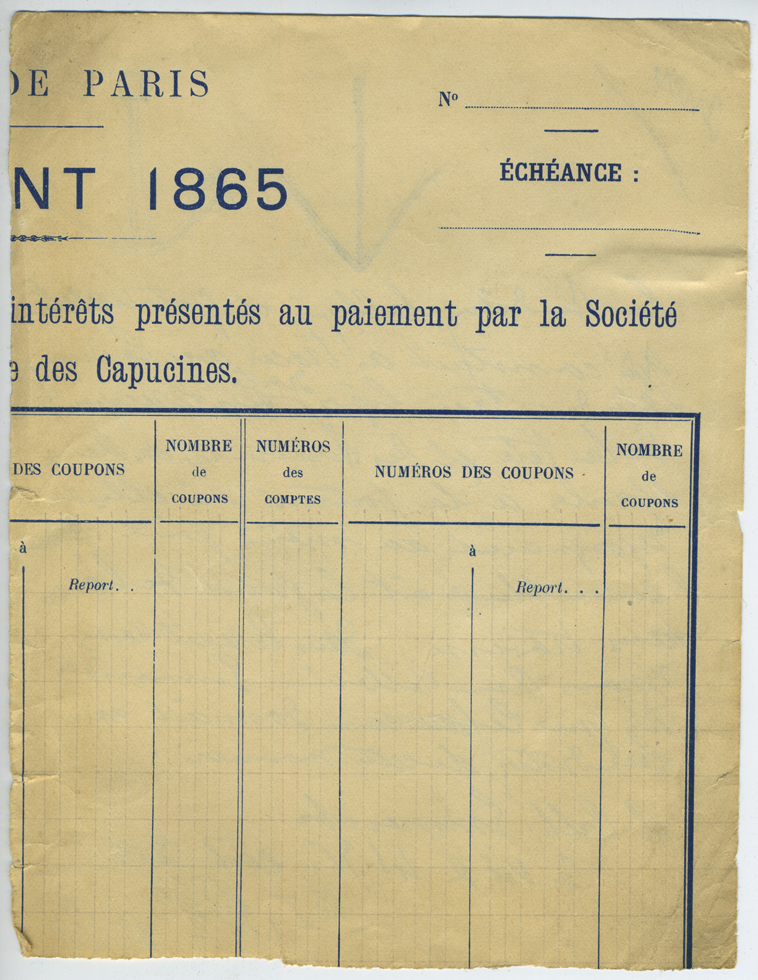 DE PARIS
Nº
NT 1865
ÉCHÉANCE :
intérêts présentés au paiement par la Société
e des Capucines.
DES COUPONS
NOMBRE
de
COUPONS
NUMÉROS
des
COMPTES
NUMÉROS DES COUPONS
NOMBRE
de
COUPONS
à
Report. .
à
Report. . .